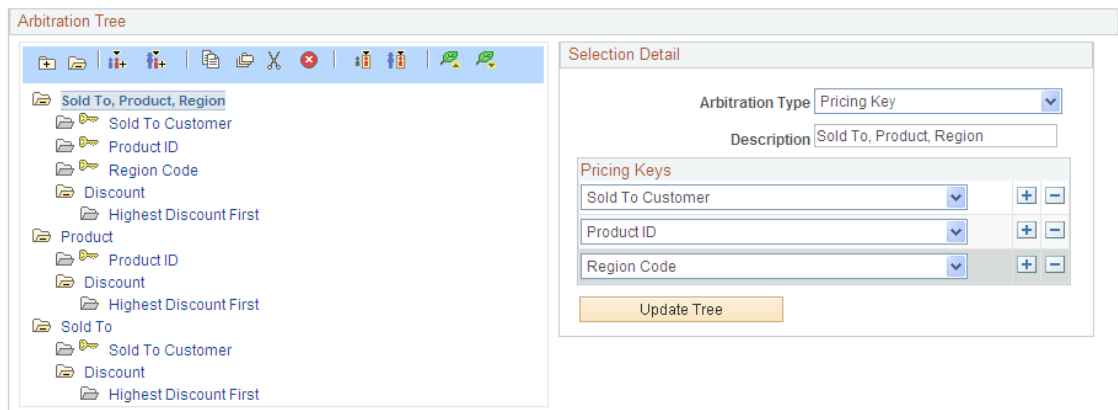 Arbitration Tree
Sold To, Product, Region
Sold To Customer
Product ID
Region Code
Discount
Highest Discount First
Product
Product ID
Discount
Highest Discount First
Sold To
Sold To Customer
Discount
Highest Discount First
Selection Detail
Arbitration Type Pricing Key
Description Sold To, Product, Region
Pricing Keys
Sold To Customer
Product ID
Region Code
Update Tree